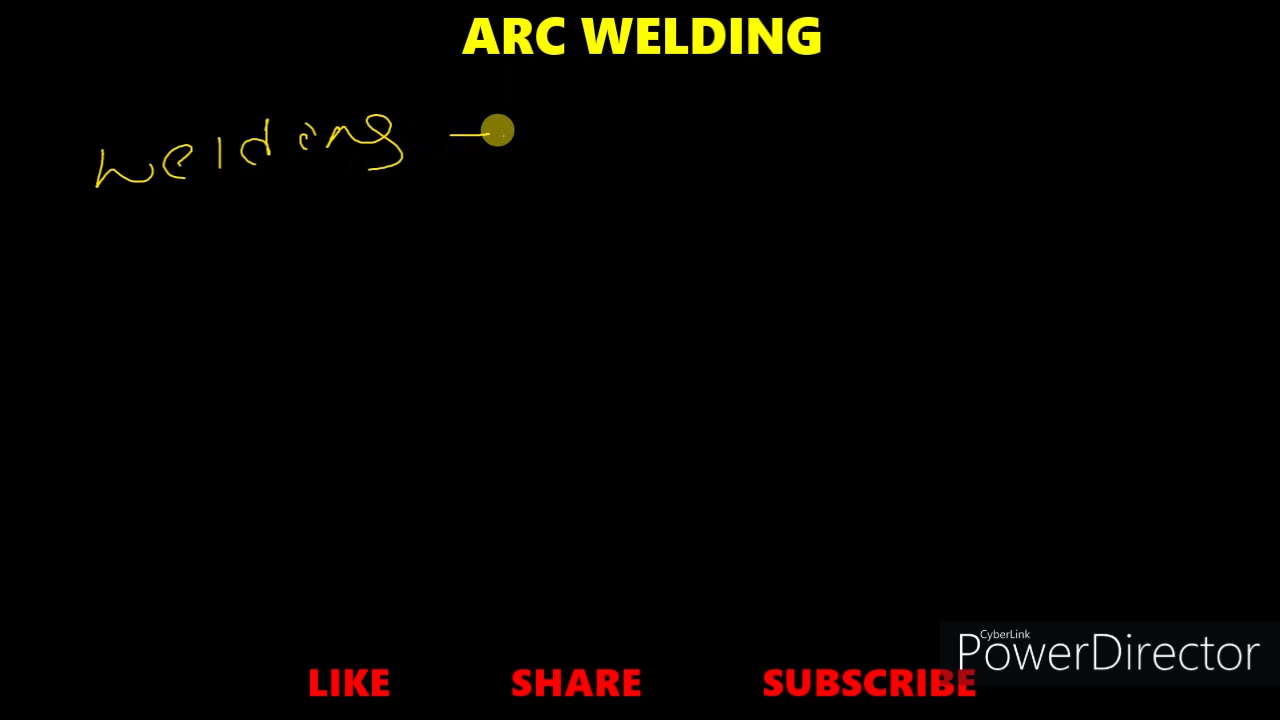 ARC WELDING
Welding —
LIKE SHARE SUBSCRIBE
CyberLink
PowerDirector